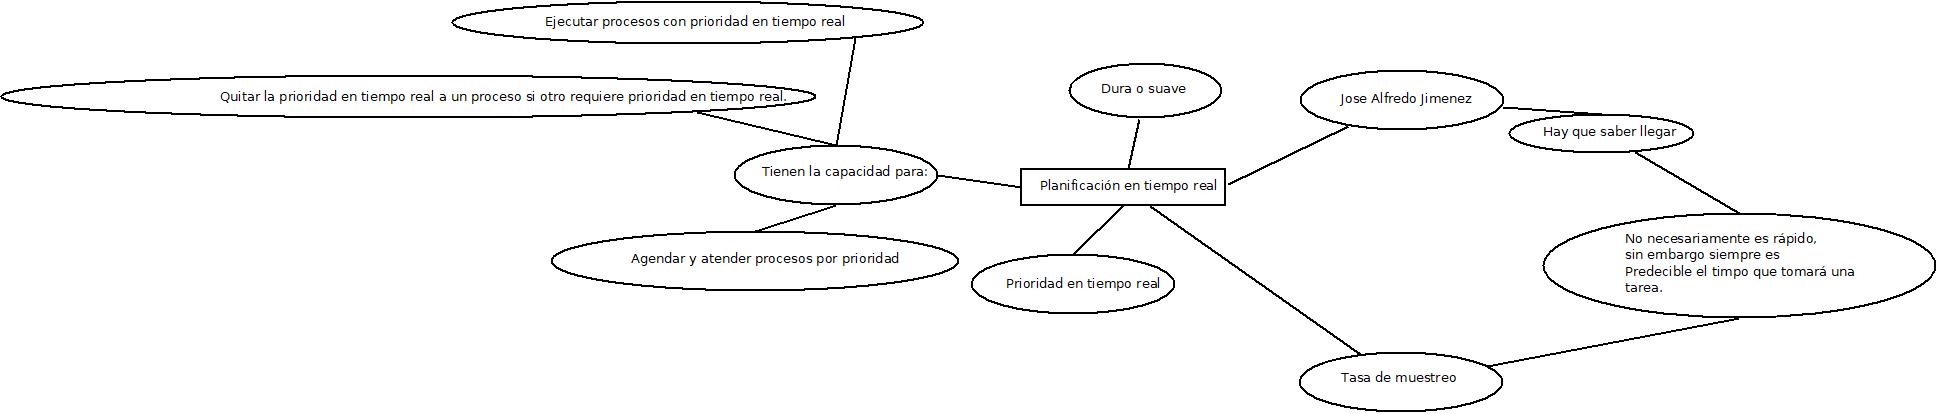 Ejecutar procesos con prioridad en tiempo real
Quitar la prioridad en tiempo real a un proceso si otro requiere prioridad en tiempo real.
Dura o suave
Jose Alfredo Jimenez
Hay que saber llegar
Tienen la capacidad para:
Planificación en tiempo real
Agendar y atender procesos por prioridad
Prioridad en tiempo real
No necesariamente es rápido,
sin embargo siempre es
Predecible el timpo que tomará una
tarea.
Tasa de muestreo